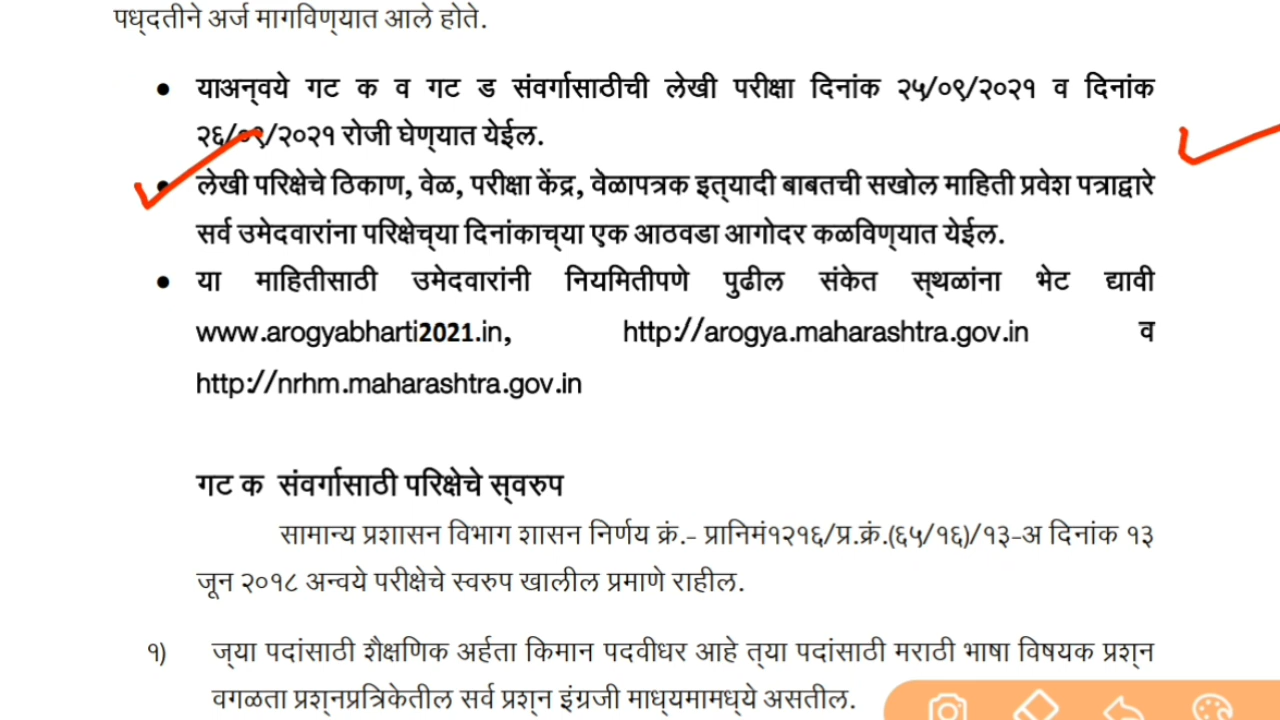 पध्दतीने अर्ज मागविण्यात आले होते.
• याअन्वये गट क व गट ड संवर्गासाठीची लेखी परीक्षा दिनांक २५/०९/२०२१ व दिनांक
२६/०९/२०२१ रोजी घेण्यात येईल.
• लेखी परिक्षेचे ठिकाण, वेळ, परीक्षा केंद्र, वेळापत्रक इत्यादी बाबतची सखोल माहिती प्रवेश पत्राद्वारे
सर्व उमेदवारांना परिक्षेच्या दिनांकाच्या एक आठवडा आगोदर कळविण्यात येईल.
• या माहितीसाठी उमेदवारांनी नियमितीपणे पुढील संकेत स्थळांना भेट द्यावी
www.arogyabharti2021.in, http://arogya.maharashtra.gov.in व
http://nrhm.maharashtra.gov.in
गट क संवर्गासाठी परिक्षेचे स्वरुप
सामान्य प्रशासन विभाग शासन निर्णय क्रं.- प्रानिमं१२१६/प्र.क्रं.(६५/१६)/१३-अ दिनांक १३
जून २०१८ अन्वये परीक्षेचे स्वरुप खालील प्रमाणे राहील.
१) ज्या पदांसाठी शैक्षणिक अर्हता किमान पदवीधर आहे त्या पदांसाठी मराठी भाषा विषयक प्रश्न
वगळता प्रश्नप्रत्रिकेतील सर्व प्रश्न इंग्रजी माध्यमामध्ये असतील.